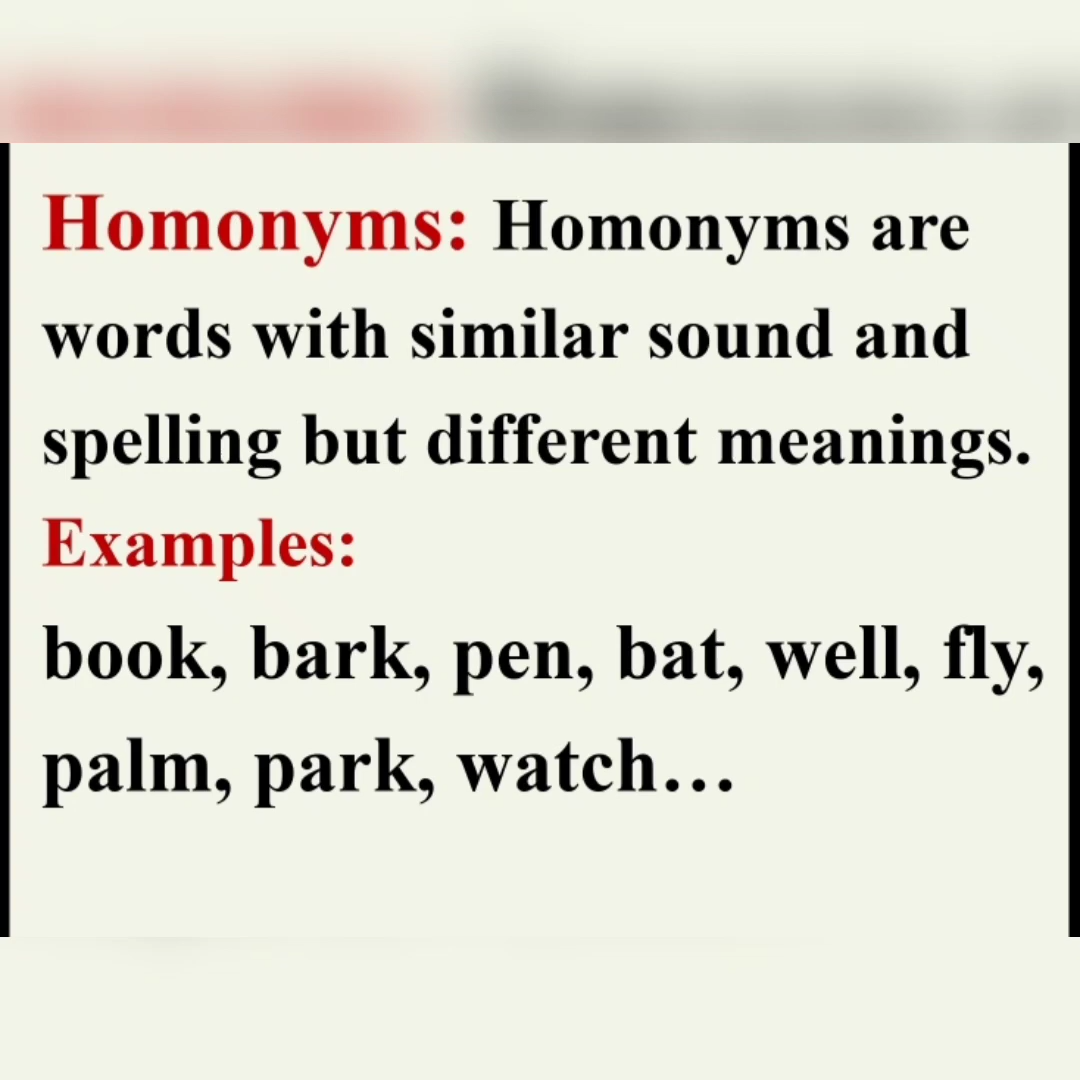 Homonyms: Homonyms are
words with similar sound and
spelling but different meanings.
Examples:
book, bark, pen, bat, well, fly,
palm, park, watch...